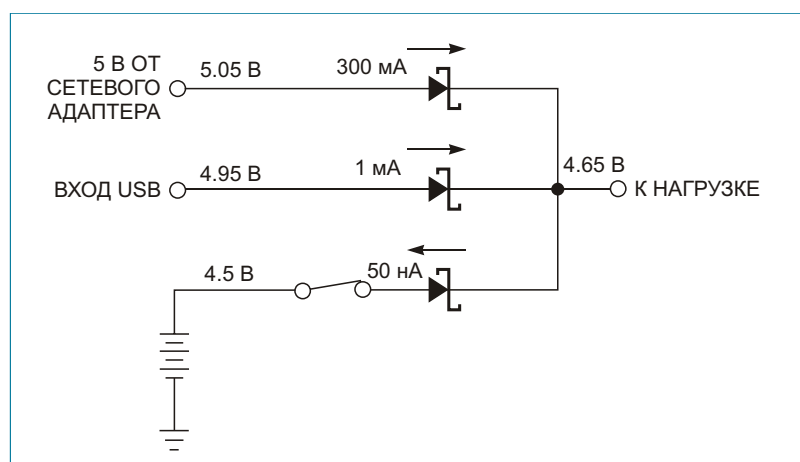 5 В ОТ
СЕТЕВОГО
АДАПТЕРА
5.05 В
300 мА
ВХОД USB
4.95 В
1 мА
4.65 В
К НАГРУЗКЕ
4.5 В
50 нА